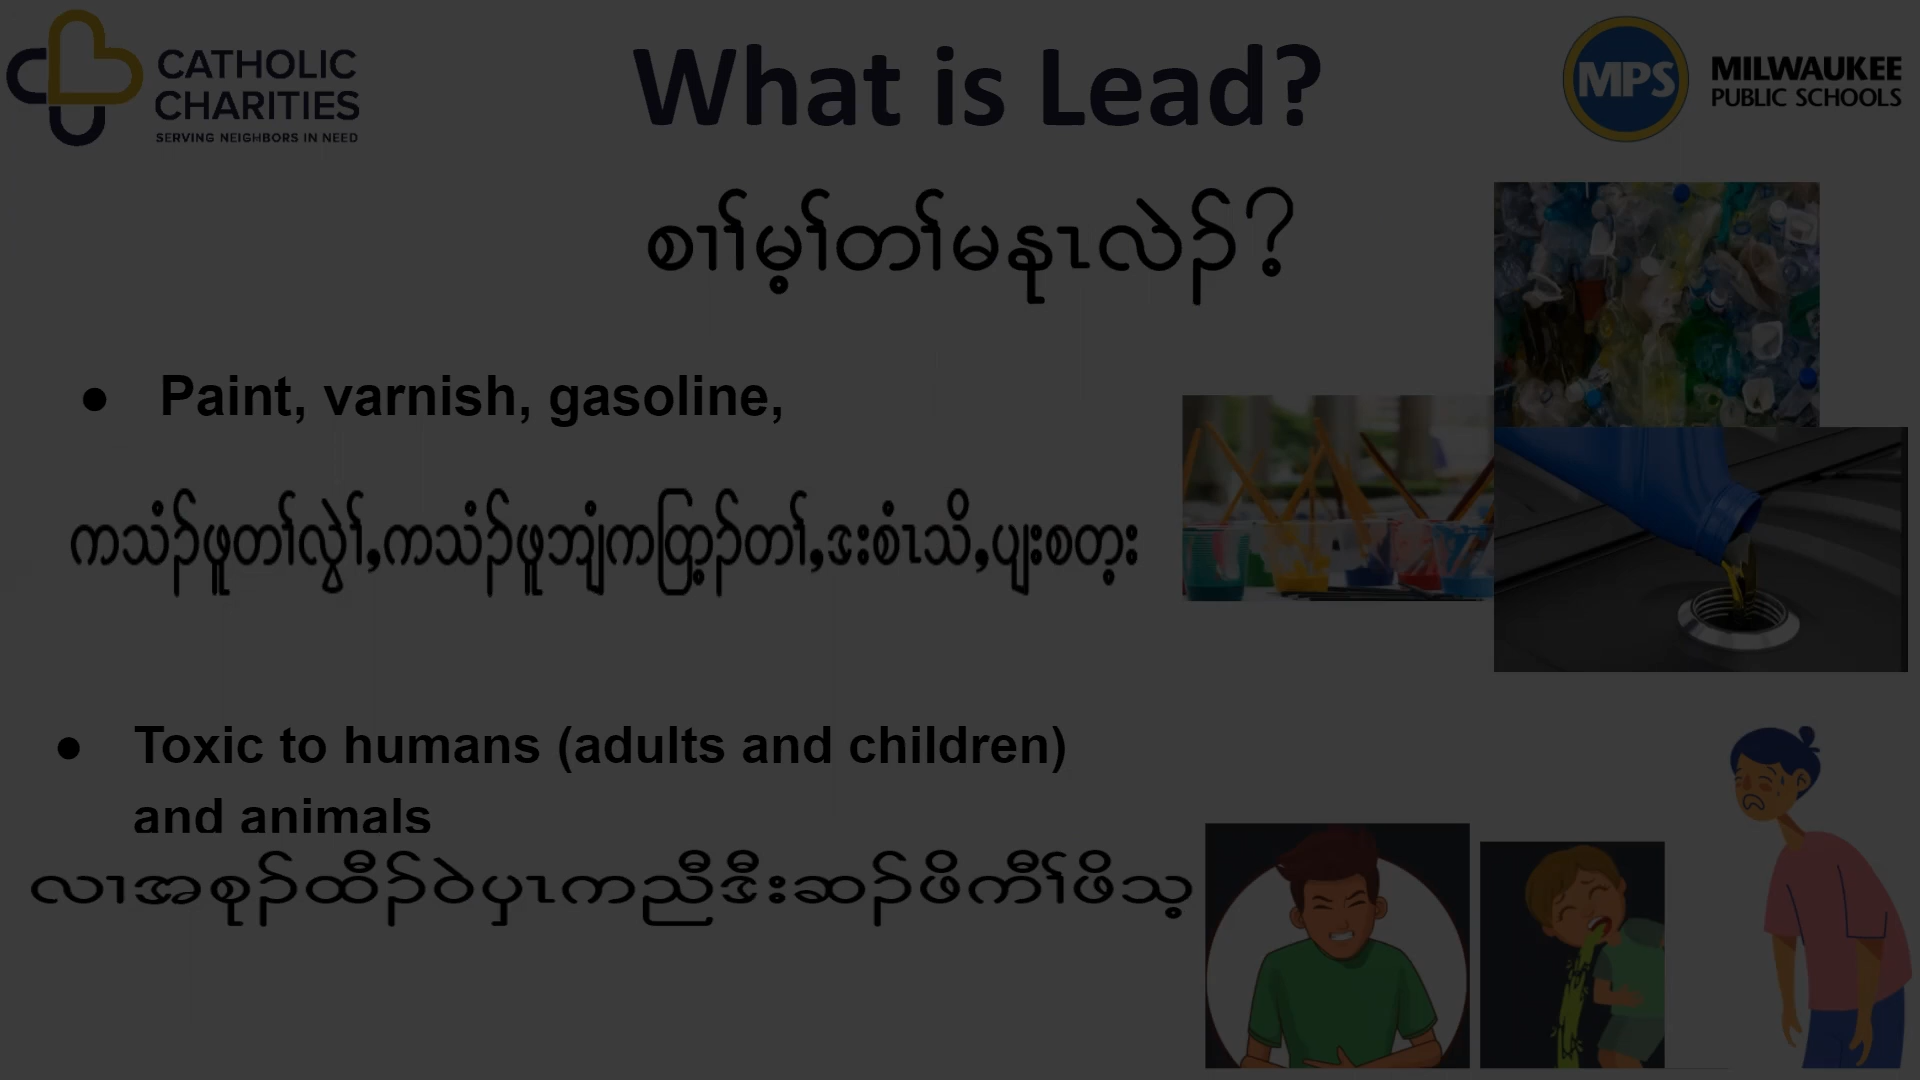 CATHOLIC
CHARITIES
SERVING NEIGHBORS IN NEED
What is Lead?
MPS
MILWAUKEE
PUBLIC SCHOOLS
စၢၢ်မ့ၢ်တၢ်မနုၤလဲၣ်?
● Paint, varnish, gasoline,
ကသံၣ်ဖူတၢ်လွဲၢ်,ကသံၣ်ဖူဘျံကတြ့ၣ်တၢ်,ဒးစံၤသိ,ပျးစတ့း
● Toxic to humans (adults and children)
and animals
လၢအစုၣ်ထီၣ်ဝဲပှၤကညီဒီးဆၣ်ဖိကီၢ်ဖိသ့